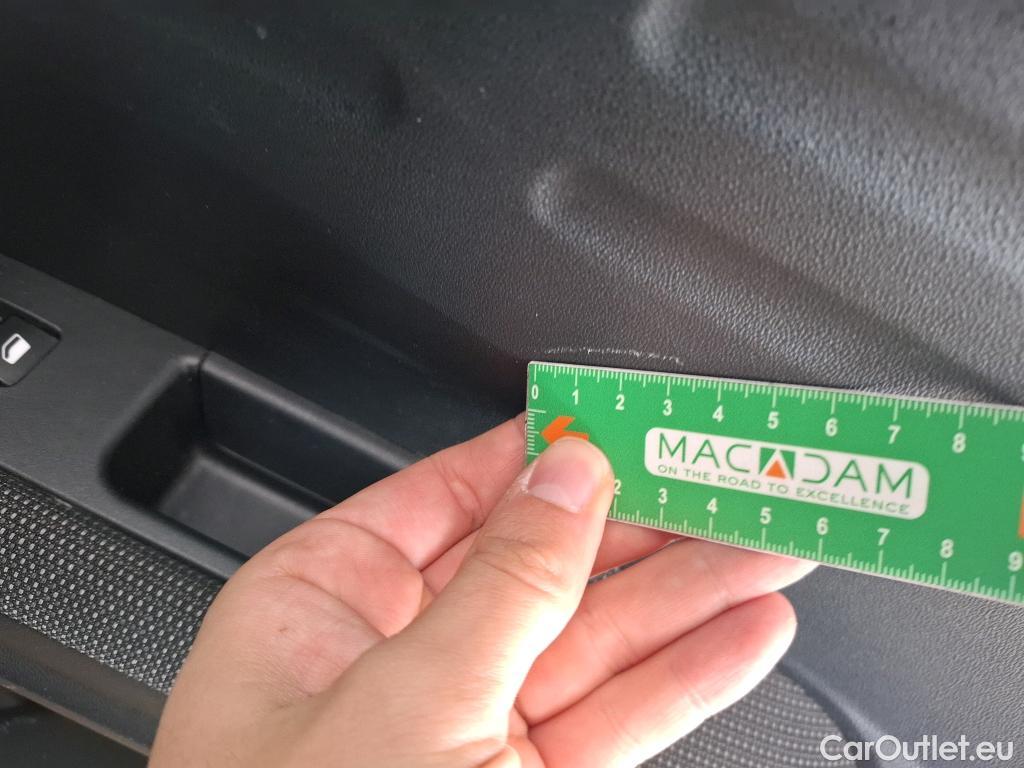 0 1 2 3 4 5 6 7 8 9
MACADAM
ON THE ROAD TO EXCELLENCE
2 3 4 5 6 7 8 9
CarOutlet.eu